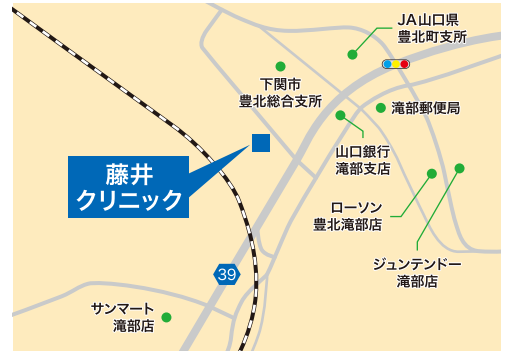 JA山口県
豊北町支所
下関市
豊北総合支所
滝部郵便局
山口銀行
滝部支店
藤井
クリニック
ローソン
豊北滝部店
ジュンテンドー
滝部店
39
サンマート
滝部店